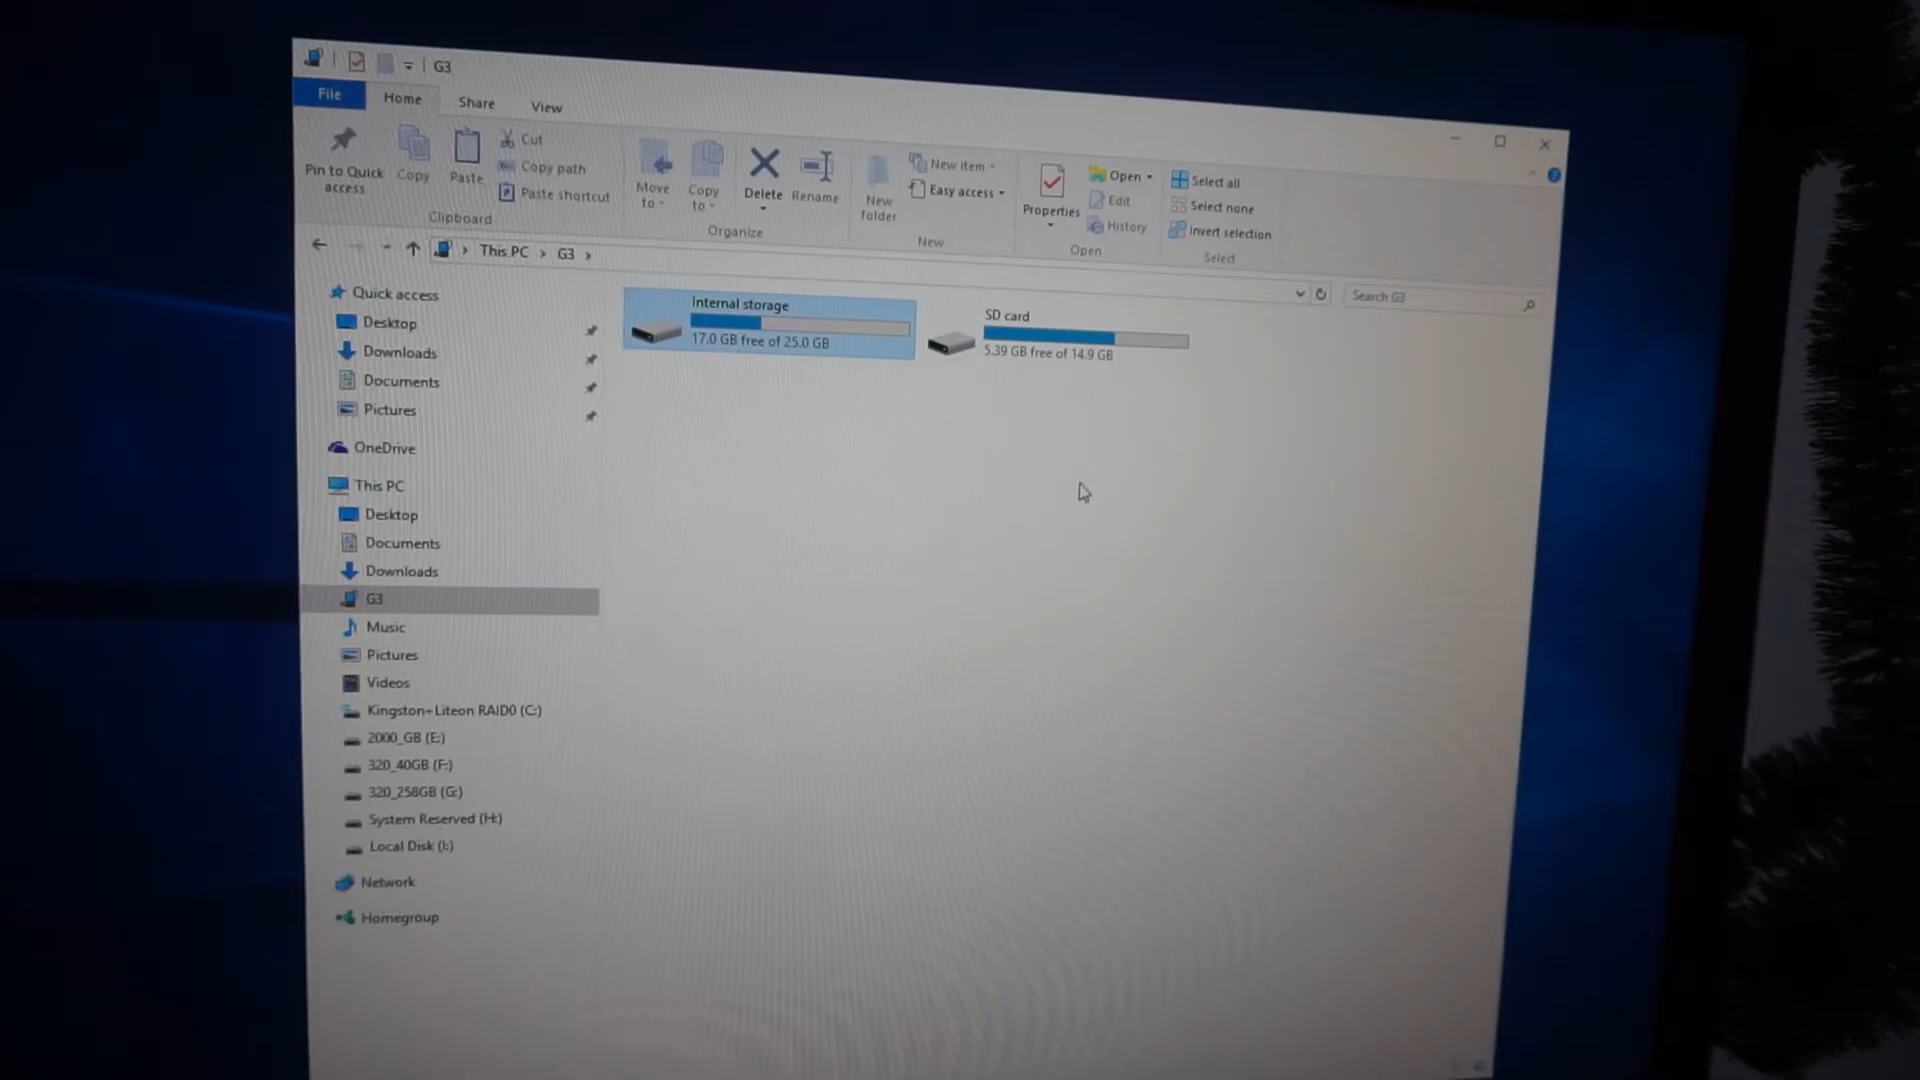 G3
File Home Share View
Pin to Quick access
Copy
Paste
Cut
Copy path
Paste shortcut
Clipboard
Move to
Copy to
Delete
Rename
Organize
New folder
New item
Easy access
New
Properties
Open
Edit
History
Open
Select all
Select none
Invert selection
Select
This PC > G3 >
Search G3
Quick access
Desktop
Downloads
Documents
Pictures
OneDrive
This PC
Desktop
Documents
Downloads
G3
Music
Pictures
Videos
Kingston+Liteon RAID0 (C:)
2000_GB (E:)
320_40GB (F:)
320_258GB (G:)
System Reserved (H:)
Local Disk (I:)
Network
Homegroup
Internal storage
17.0 GB free of 25.0 GB
SD card
5.39 GB free of 14.9 GB